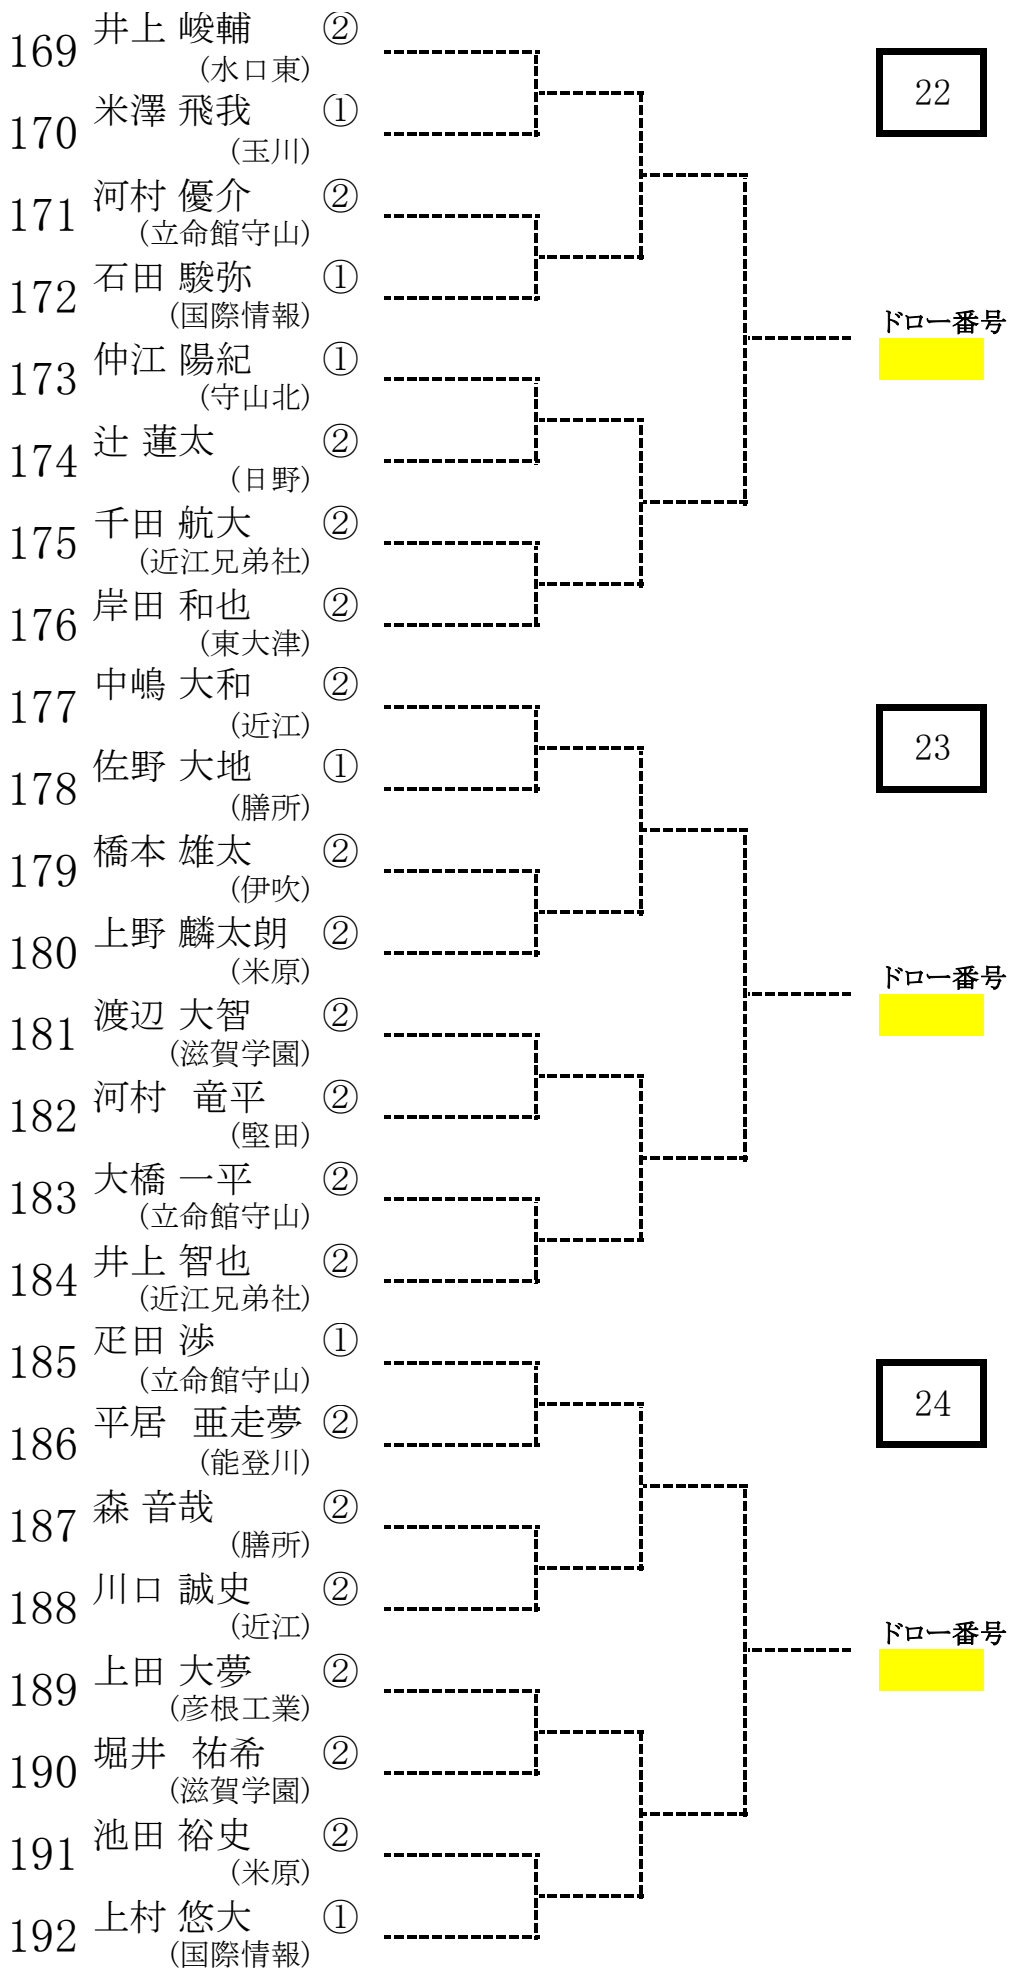 169 井上 峻輔 ②
(水口東)
22
170 米澤 飛我 ①
(玉川)
171 河村 優介 ②
(立命館守山)
172 石田 駿弥 ①
(国際情報)
ドロー番号
173 仲江 陽紀 ①
(守山北)
174 辻 蓮太 ②
(日野)
175 千田 航大 ②
(近江兄弟社)
176 岸田 和也 ②
(東大津)
177 中嶋 大和 ②
(近江)
23
178 佐野 大地 ①
(膳所)
179 橋本 雄太 ②
(伊吹)
180 上野 麟太朗 ②
(米原)
ドロー番号
181 渡辺 大智 ②
(滋賀学園)
182 河村 竜平 ②
(堅田)
183 大橋 一平 ②
(立命館守山)
184 井上 智也 ②
(近江兄弟社)
185 疋田 渉 ①
(立命館守山)
24
186 平居 亜走夢 ②
(能登川)
187 森 音哉 ②
(膳所)
188 川口 誠史 ②
(近江)
ドロー番号
189 上田 大夢 ②
(彦根工業)
190 堀井 祐希 ②
(滋賀学園)
191 池田 裕史 ②
(米原)
192 上村 悠大 ①
(国際情報)